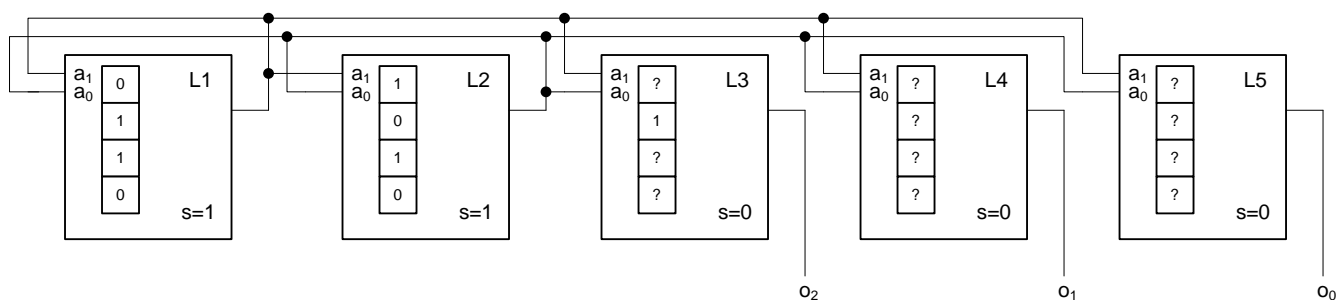 a1 0 L1 a1 1 L2 a1 ? L3 a1 ? L4 a1 ? L5
a0 a0 a0 a0 a0
1 0 1 ? ?
1 1 ? ? ?
0 0 ? ? ?
s=1 s=1 s=0 s=0 s=0
o2 o1 o0